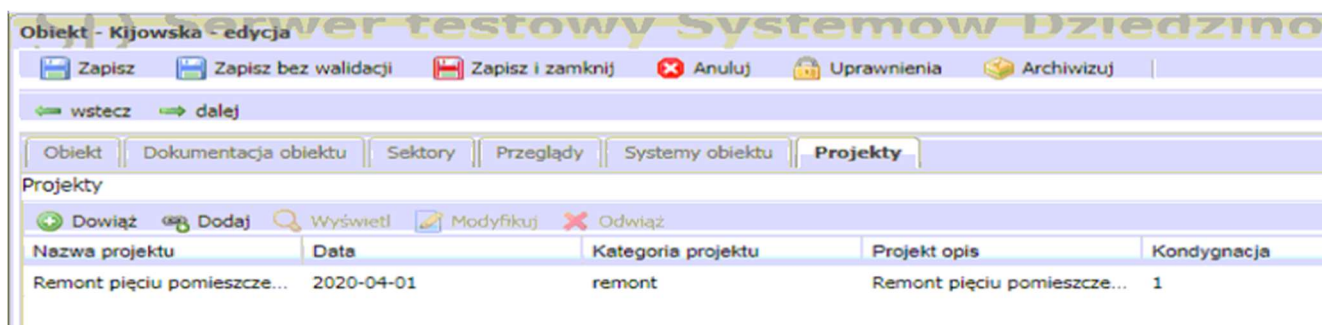 Serwer testowy Systemów Dziedzino
Obiekt - Kijowska - edycja
Zapisz Zapisz bez walidacji Zapisz i zamknij Anuluj Uprawnienia Archiwizuj
wstecz dalej
Obiekt Dokumentacja obiektu Sektory Przeglądy Systemy obiektu Projekty
Projekty
Dowiąż Dodaj Wyświetl Modyfikuj Odwiąż
Nazwa projektu Data Kategoria projektu Projekt opis Kondygnacja
Remont pięciu pomieszcze... 2020-04-01 remont Remont pięciu pomieszcze... 1